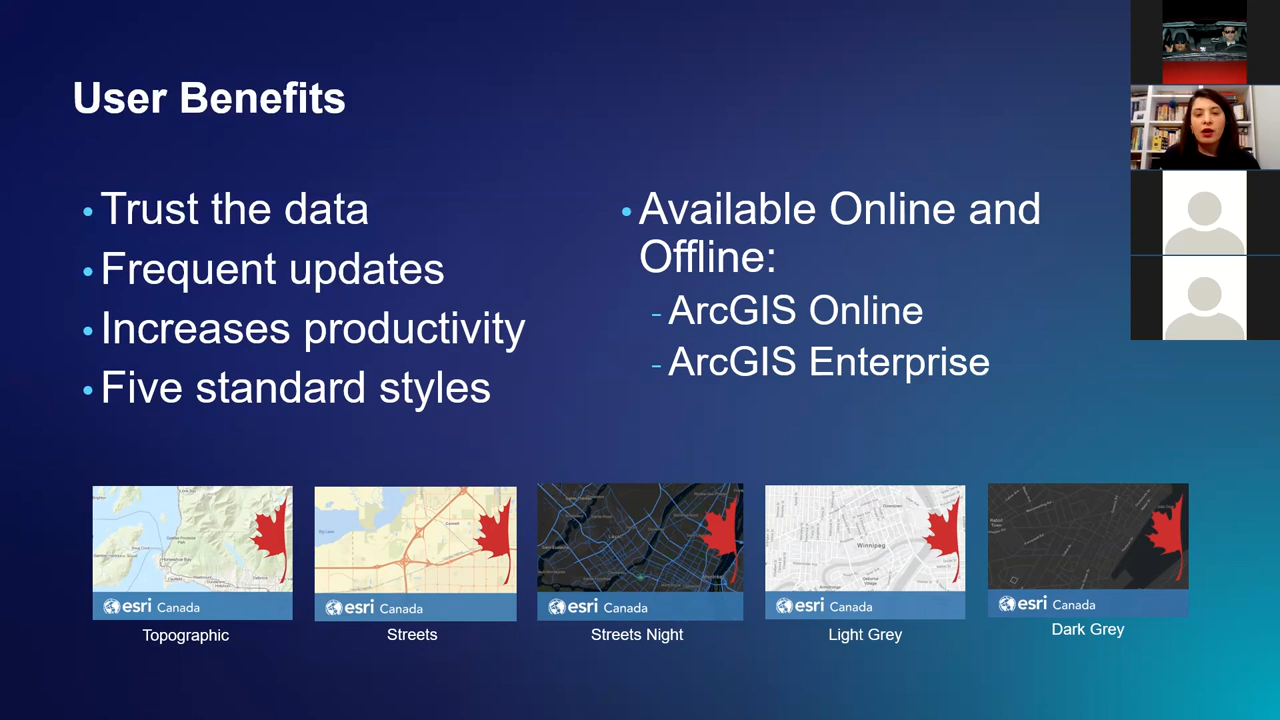 User Benefits
• Trust the data
• Frequent updates
• Increases productivity
• Five standard styles
• Available Online and
Offline:
- ArcGIS Online
- ArcGIS Enterprise
Winnipeg
esri Canada
Topographic
esri Canada
Streets
esri Canada
Streets Night
esri Canada
Light Grey
esri Canada
Dark Grey